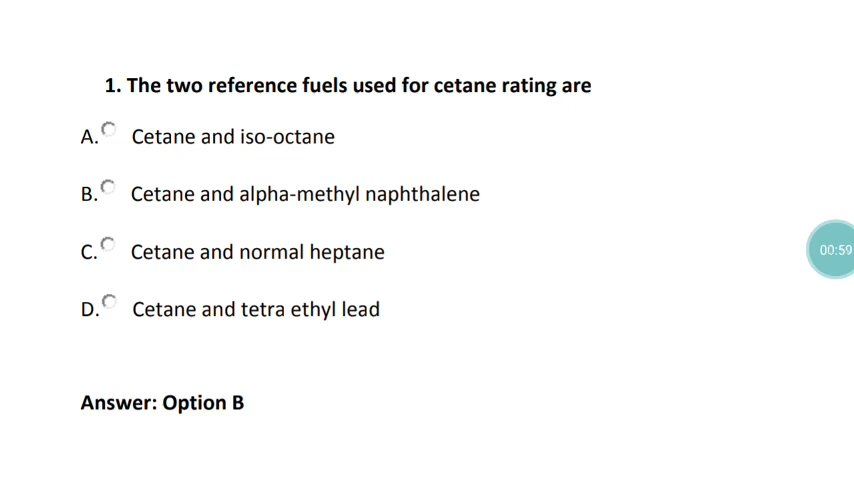 1. The two reference fuels used for cetane rating are
A. Cetane and iso-octane
B. Cetane and alpha-methyl naphthalene
C. Cetane and normal heptane
D. Cetane and tetra ethyl lead
00:59
Answer: Option B